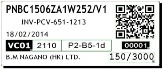 PNBC1506ZA1W252/V1
INV-PCV-651-1213
18/02/2014
VC01 2110 P2-B5-1d 00001
B.M NAGANO (HK) LTD. 150/3000